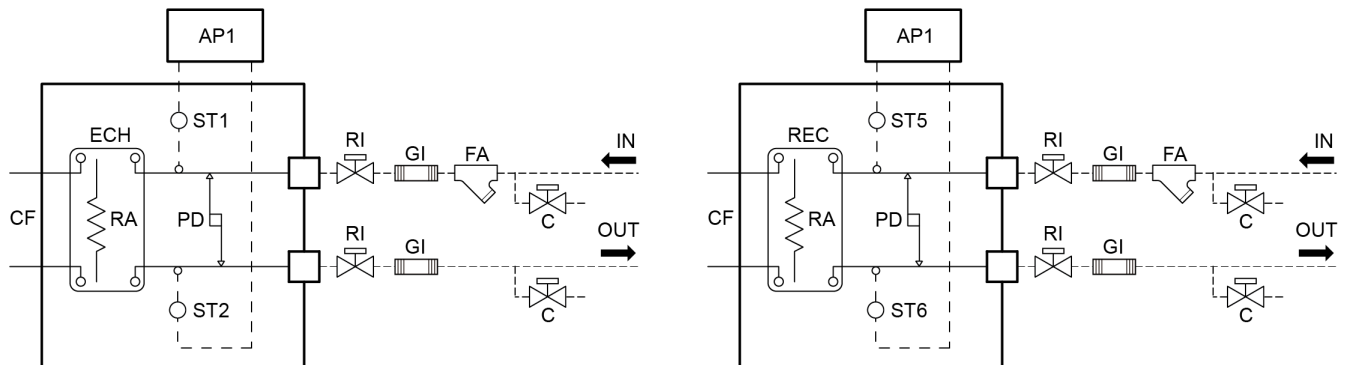 AP1
ST1
ECH
RI
GI
FA
IN
CF
RA
PD
C
RI
GI
OUT
ST2
C
AP1
ST5
REC
RI
GI
FA
IN
CF
RA
PD
C
RI
GI
OUT
ST6
C